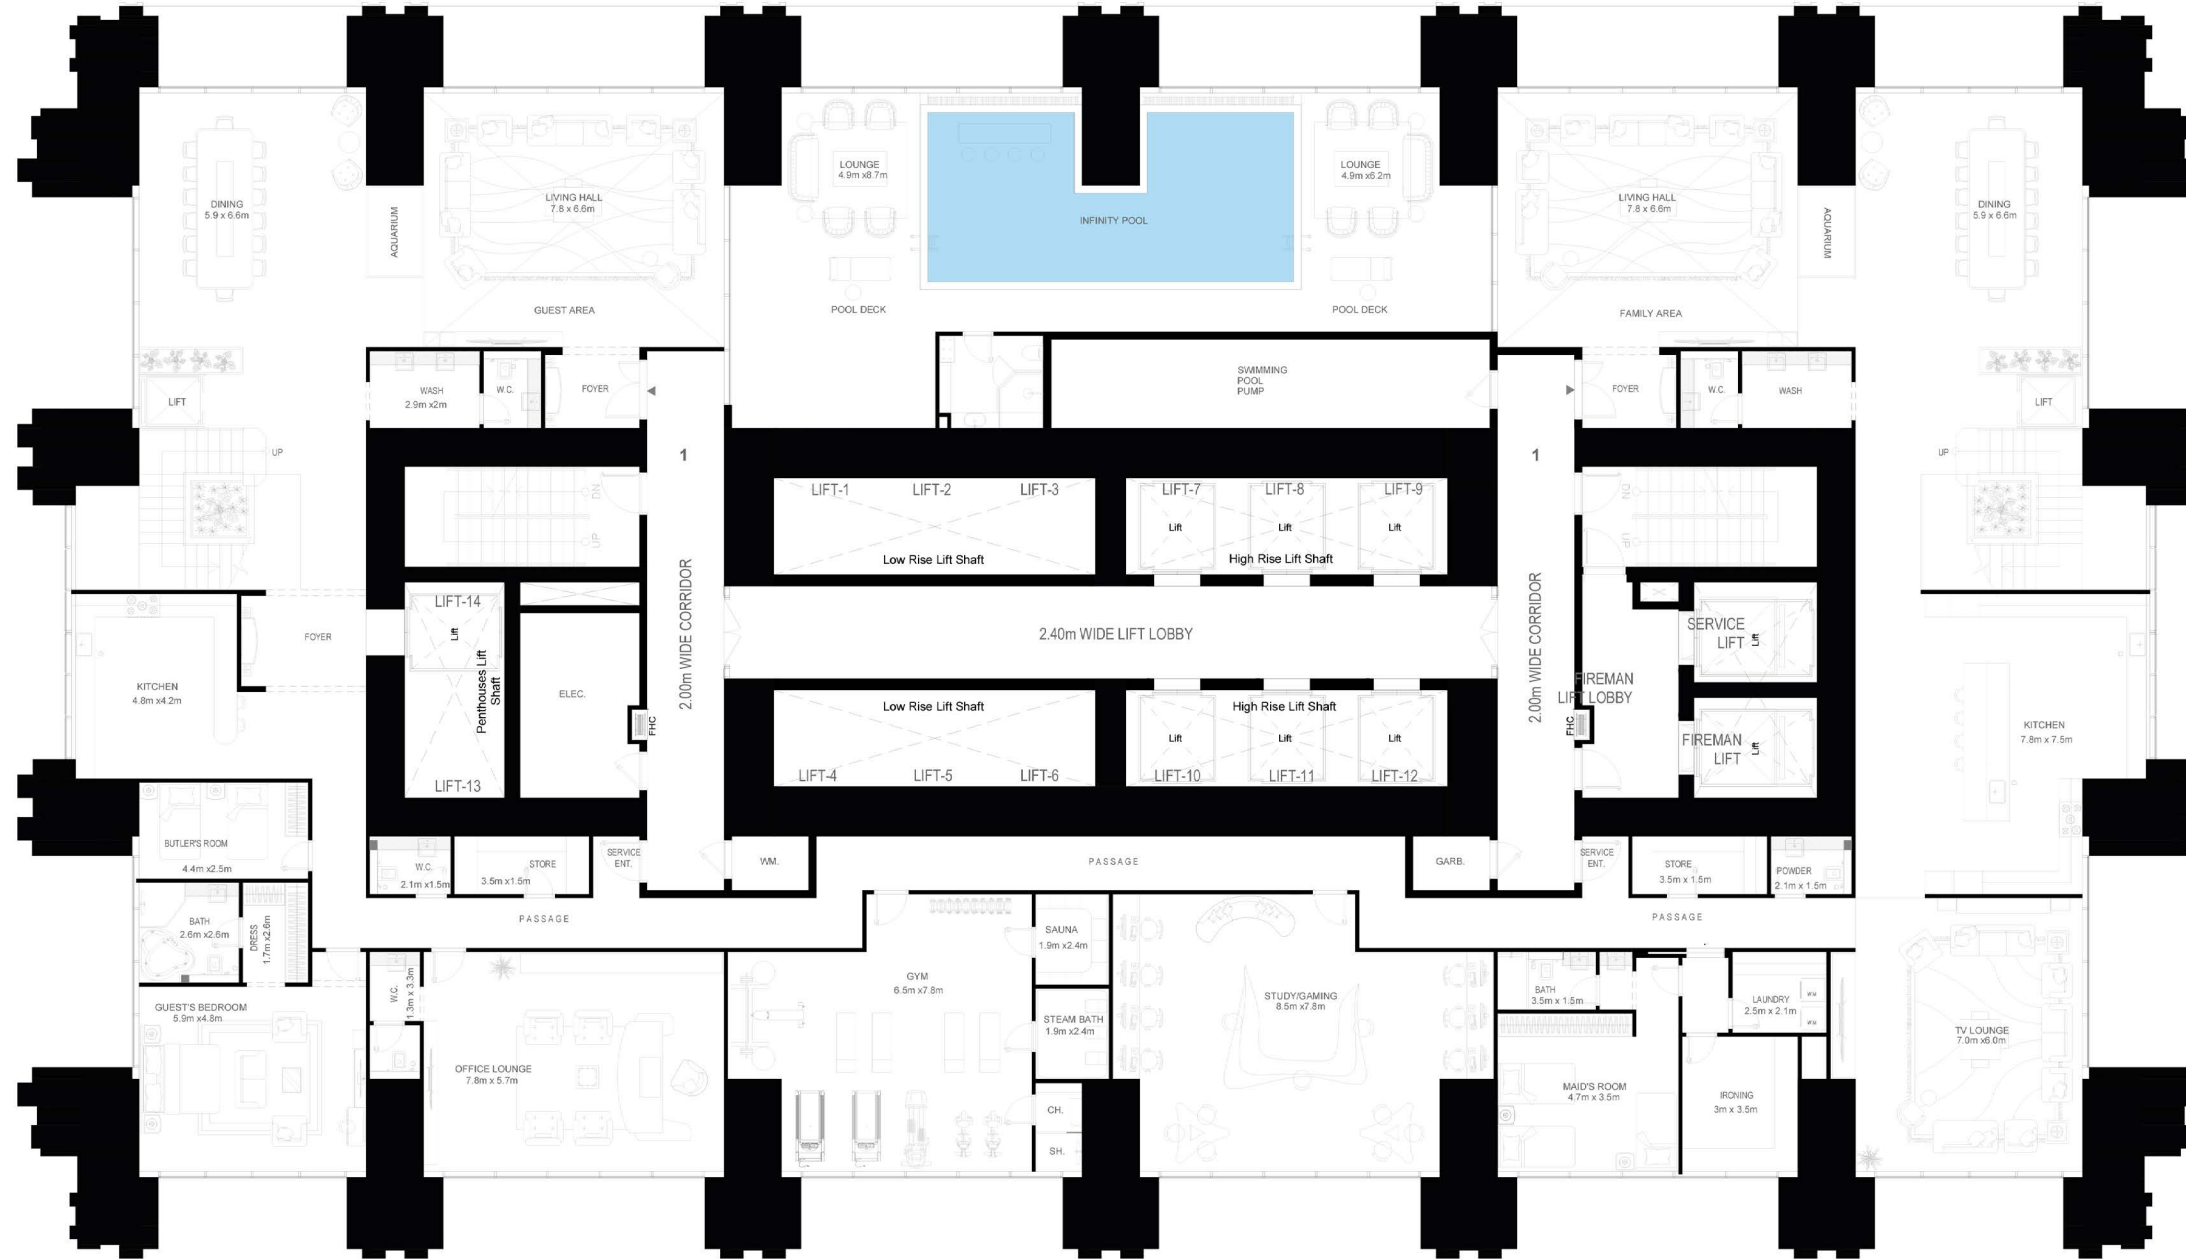 LOUNGE
4.9m x8.7m
LOUNGE
4.9m x6.2m
DINING
5.9 x 6.6m
AQUARIUM
LIVING HALL
7.8 x 6.6m
GUEST AREA
INFINITY POOL
POOL DECK
POOL DECK
LIVING HALL
7.8 x 6.6m
FAMILY AREA
AQUARIUM
DINING
5.9 x 6.6m
LIFT
WASH
2.9m x2m
W.C.
FOYER
SWIMMING
POOL
PUMP
FOYER
W.C.
WASH
LIFT
UP
DN
UP
1
LIFT-1
LIFT-2
LIFT-3
Low Rise Lift Shaft
LIFT-7
LIFT-8
LIFT-9
Lift
Lift
Lift
High Rise Lift Shaft
1
DN
UP
UP
KITCHEN
4.8m x4.2m
FOYER
LIFT-14
Lift
Penthouses Lift
Shaft
LIFT-13
ELEC.
FHC
2.00m WIDE CORRIDOR
2.40m WIDE LIFT LOBBY
2.00m WIDE CORRIDOR
SERVICE
LIFT
Lift
FIREMAN
LIFT LOBBY
FHC
FIREMAN
LIFT
Lift
KITCHEN
7.8m x 7.5m
Low Rise Lift Shaft
LIFT-4
LIFT-5
LIFT-6
High Rise Lift Shaft
Lift
Lift
Lift
LIFT-10
LIFT-11
LIFT-12
BUTLER'S ROOM
4.4m x2.5m
W.C.
2.1m x1.5m
STORE
3.5m x1.5m
SERVICE
ENT.
WM.
PASSAGE
GARB.
SERVICE
ENT.
STORE
3.5m x 1.5m
POWDER
2.1m x 1.5m
BATH
2.6m x2.6m
DRESS
1.7m x2.6m
PASSAGE
PASSAGE
GUEST'S BEDROOM
5.9m x4.8m
W.C.
1.3m x 3.3m
OFFICE LOUNGE
7.8m x 5.7m
GYM
6.5m x7.8m
SAUNA
1.9m x2.4m
STEAM BATH
1.9m x2.4m
CH.
SH.
STUDY/GAMING
8.5m x7.8m
BATH
3.5m x 1.5m
LAUNDRY
2.5m x 2.1m
WM
WM
MAID'S ROOM
4.7m x 3.5m
IRONING
3m x 3.5m
TV LOUNGE
7.0m x6.0m